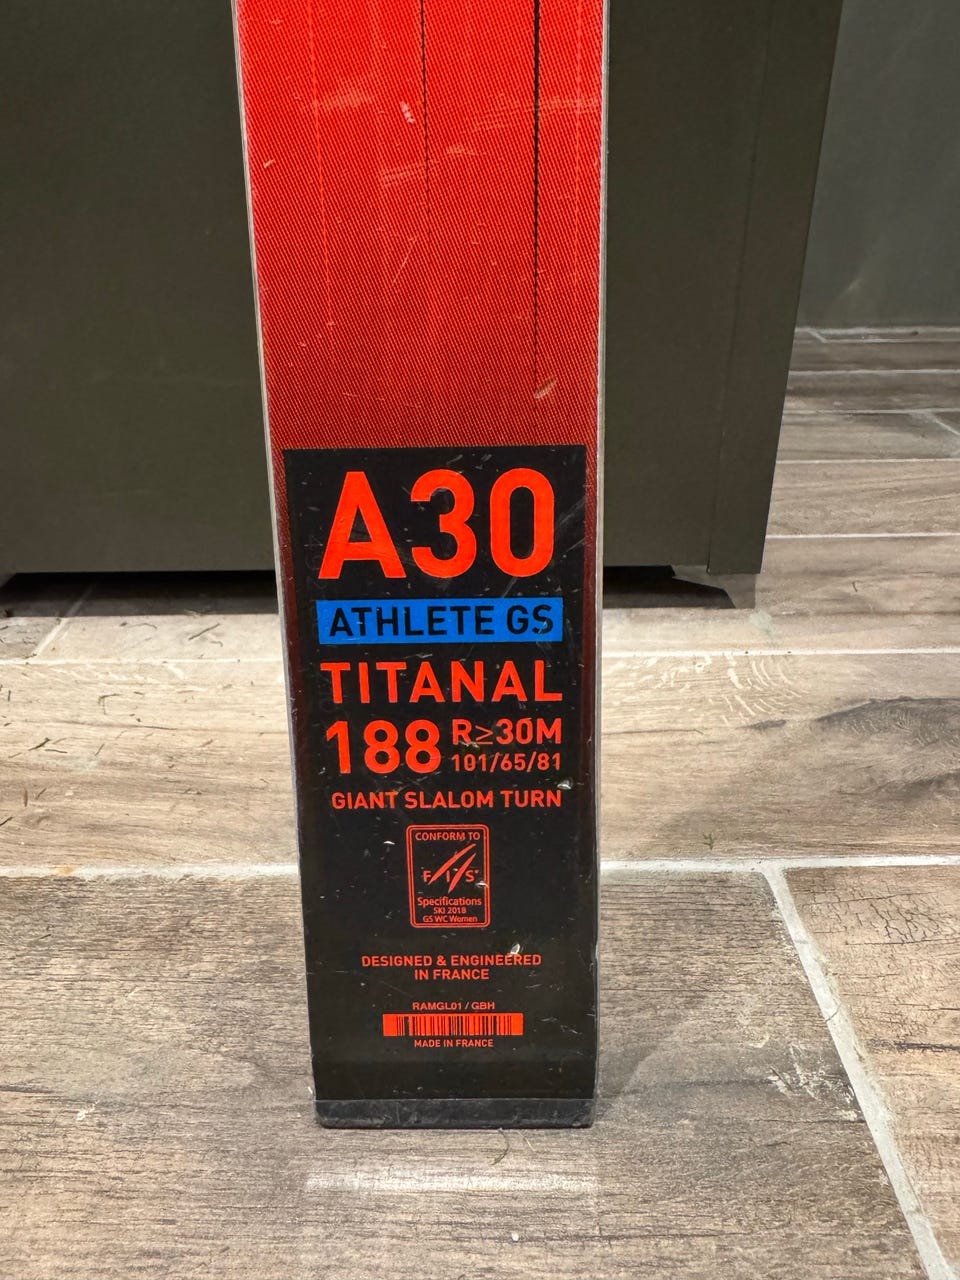 A30
ATHLETE GS
TITANAL
188 R≥30M
101/65/81
GIANT SLALOM TURN
CONFORM TO
F I S
Specifications
SKI 2018
GS WC Women
DESIGNED & ENGINEERED
IN FRANCE
RAMGL01 / GBH
MADE IN FRANCE